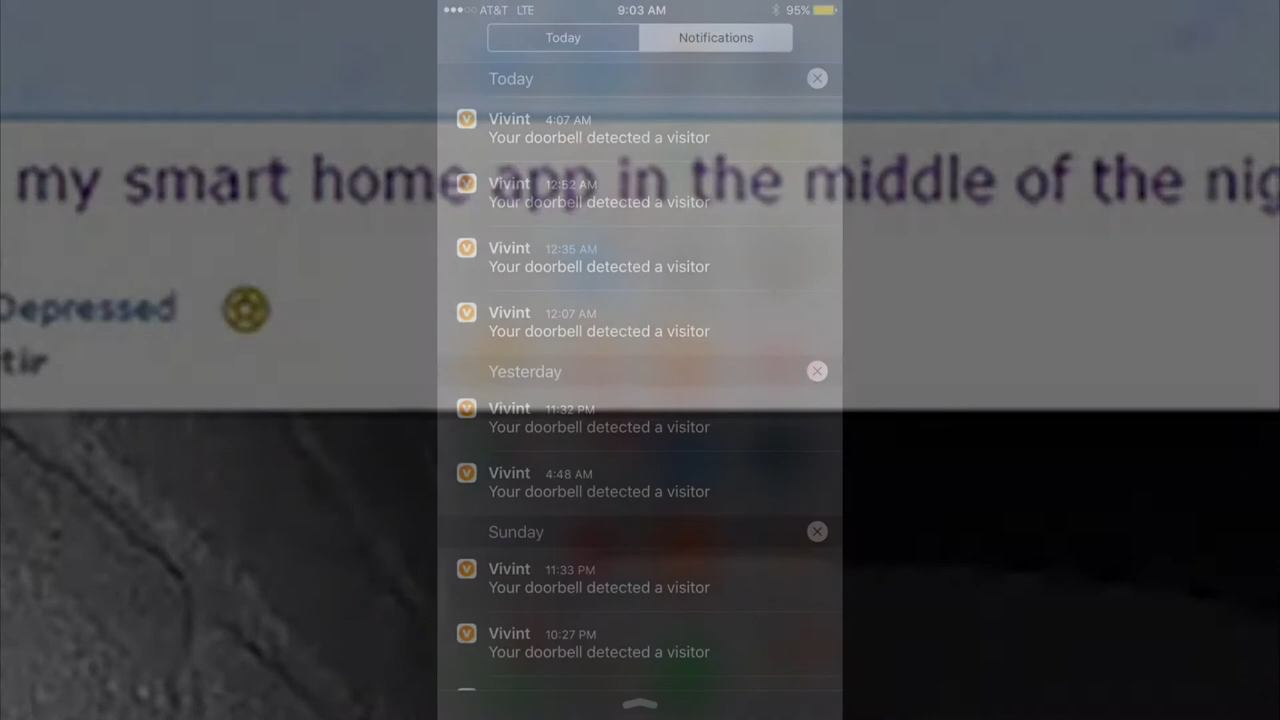 AT&T LTE 9:03 AM 95%
Today Notifications
Today
Vivint 4:07 AM
Your doorbell detected a visitor
my smart home app in the middle of the nig
Vivint 12:52 AM
Your doorbell detected a visitor
Vivint 12:35 AM
Your doorbell detected a visitor
Depressed
Vivint 12:07 AM
Your doorbell detected a visitor
tir
Yesterday
Vivint 11:32 PM
Your doorbell detected a visitor
Vivint 4:48 AM
Your doorbell detected a visitor
Sunday
Vivint 11:33 PM
Your doorbell detected a visitor
Vivint 10:27 PM
Your doorbell detected a visitor